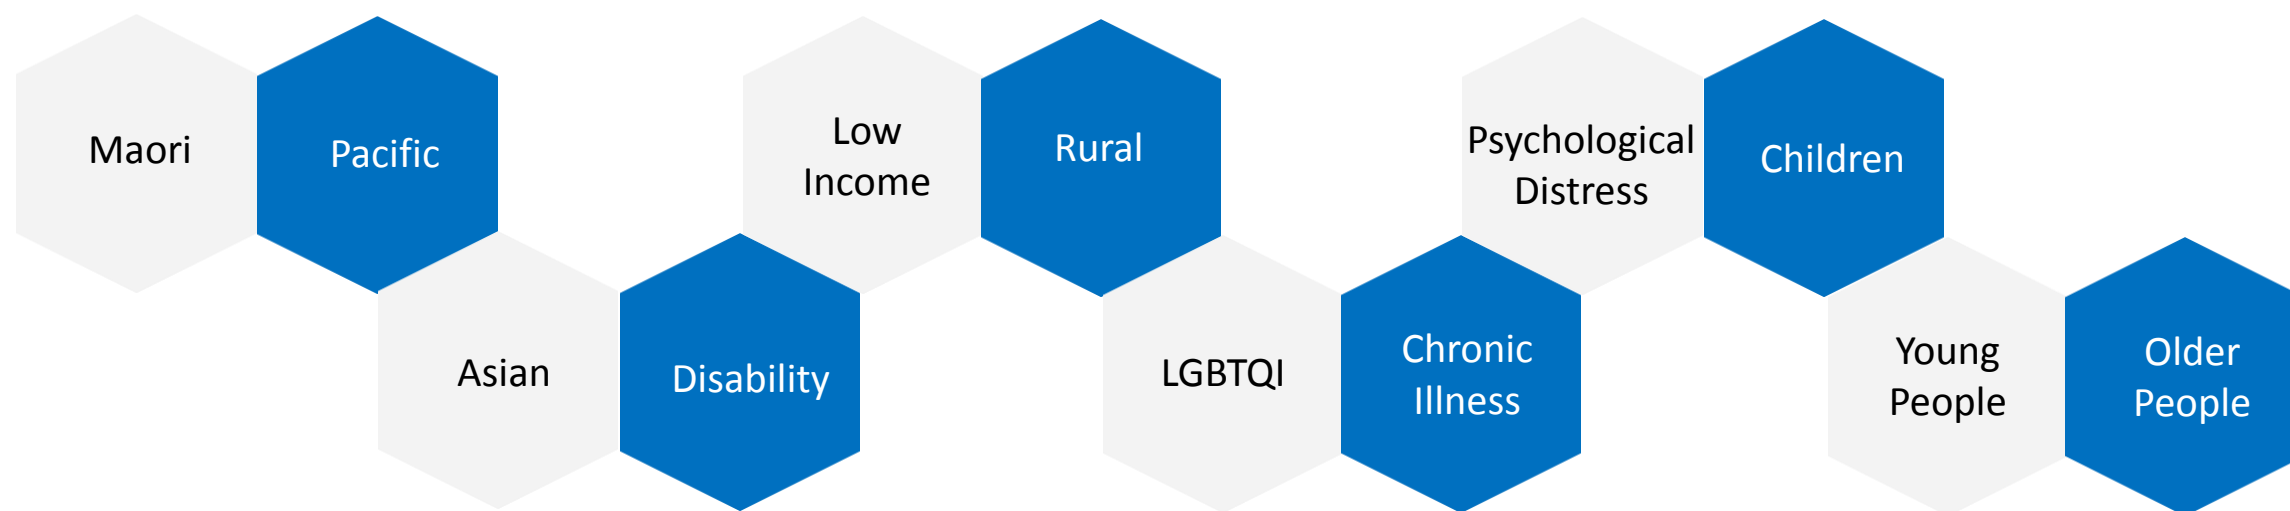 Maori
Pacific
Asian
Disability
Low
Income
Rural
LGBTQI
Chronic
Illness
Psychological
Distress
Children
Young
People
Older
People